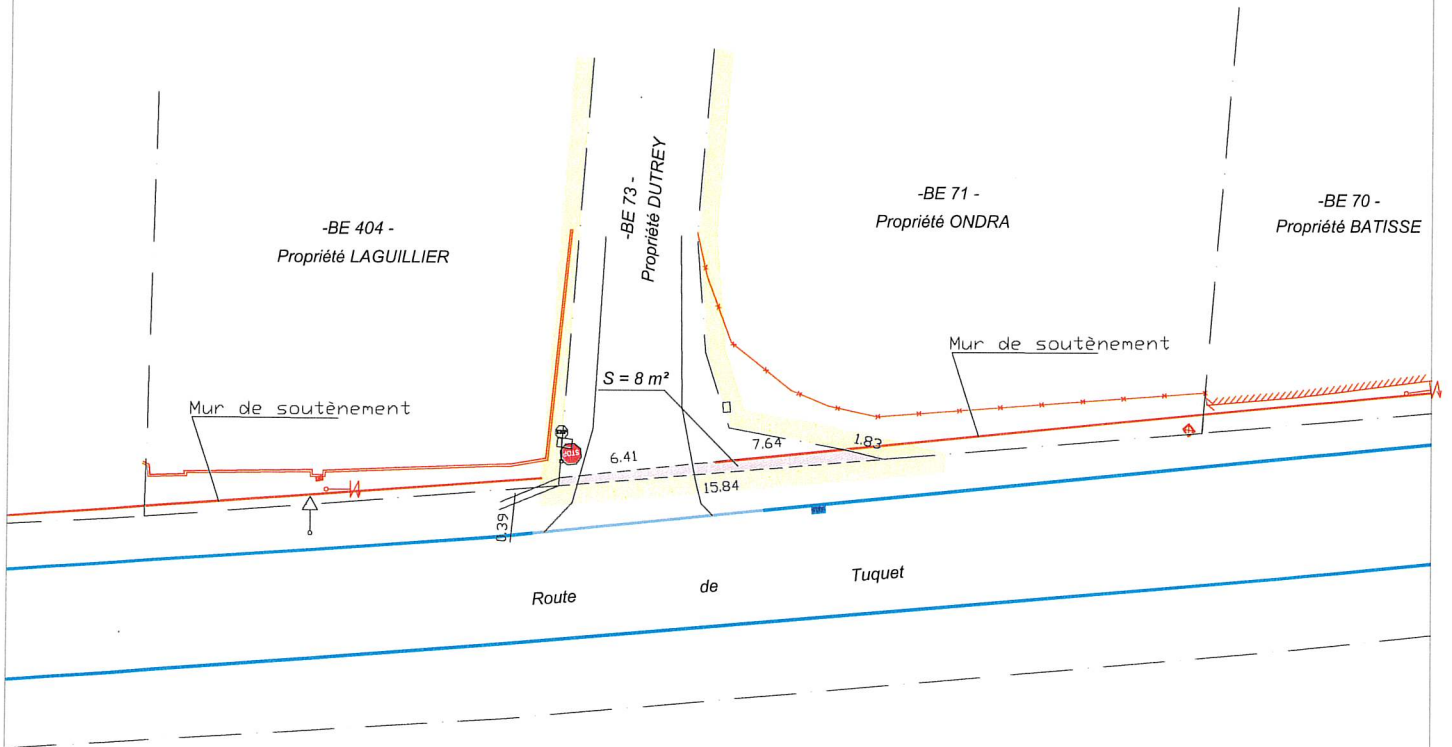 -BE 404 -
Propriété LAGUILLIER
-BE 73 -
Propriété DUTREY
-BE 71 -
Propriété ONDRA
-BE 70 -
Propriété BATISSE
Mur de soutènement
Mur de soutènement
S = 8 m²
STOP
6.41
7.64
1.83
15.84
0.39
Route de Tuquet